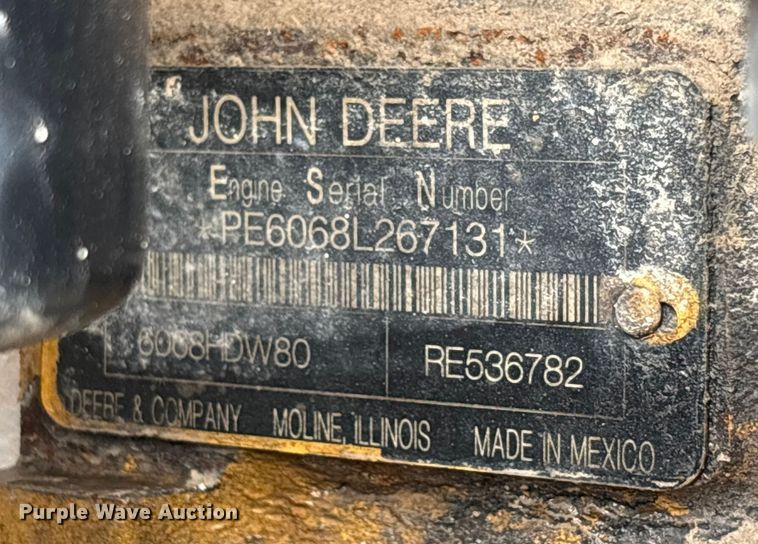 JOHN DEERE
Engine Serial Number
*PE6068L267131*
6068HDW80 RE536782
DEERE & COMPANY MOLINE, ILLINOIS MADE IN MEXICO
Purple Wave Auction